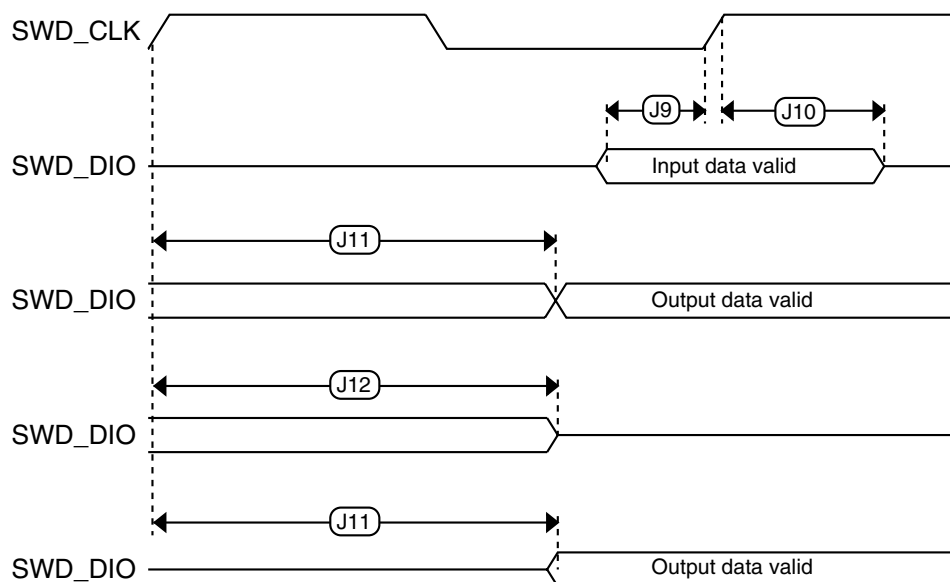 SWD_CLK
J9
J10
SWD_DIO
Input data valid
J11
SWD_DIO
Output data valid
J12
SWD_DIO
J11
SWD_DIO
Output data valid